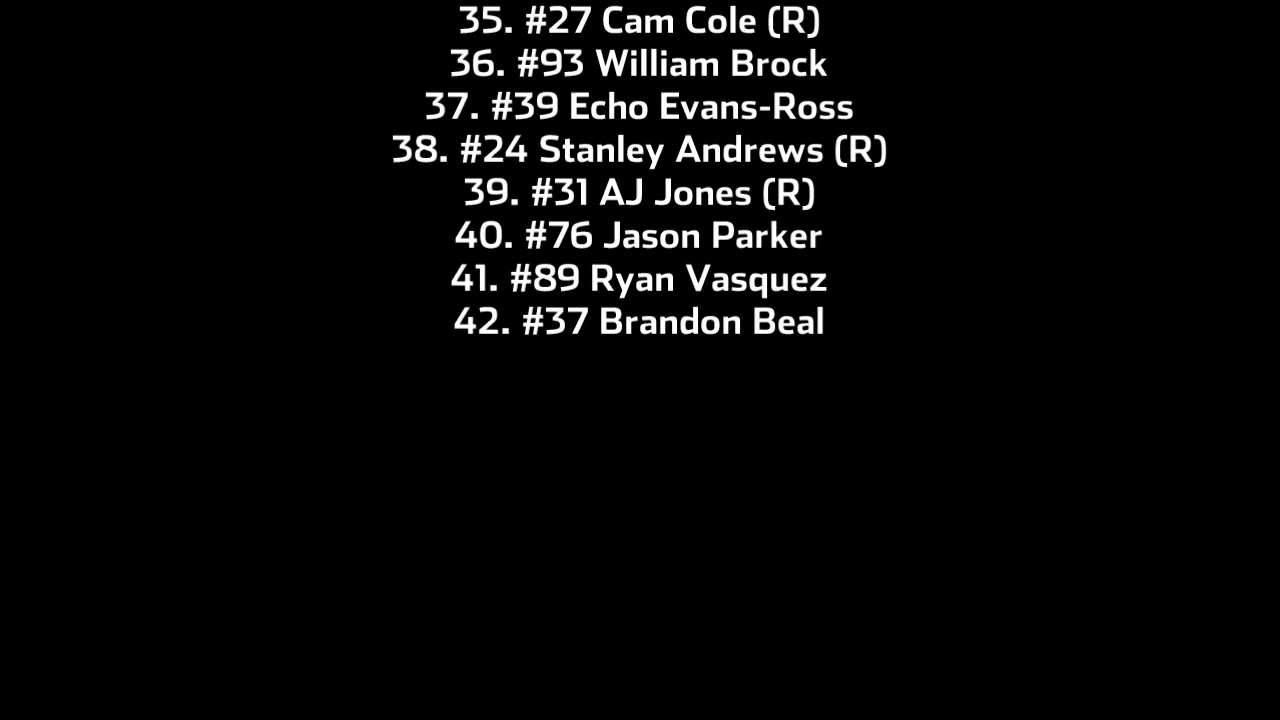 35. #27 Cam Cole (R)
36. #93 William Brock
37. #39 Echo Evans-Ross
38. #24 Stanley Andrews (R)
39. #31 AJ Jones (R)
40. #76 Jason Parker
41. #89 Ryan Vasquez
42. #37 Brandon Beal